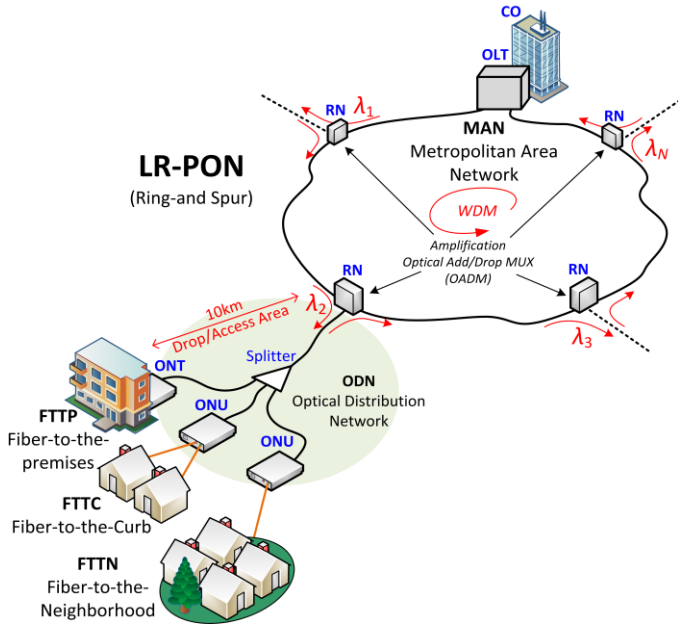 CO
OLT
RN
λ1
RN
λN
MAN
Metropolitan Area
Network
LR-PON
(Ring-and Spur)
WDM
Amplification
Optical Add/Drop MUX
(OADM)
RN
RN
λ2
λ3
10km
Drop/Access Area
Splitter
ONT
ODN
Optical Distribution
Network
ONU
ONU
FTTP
Fiber-to-the-
premises
FTTC
Fiber-to-the-Curb
FTTN
Fiber-to-the-
Neighborhood